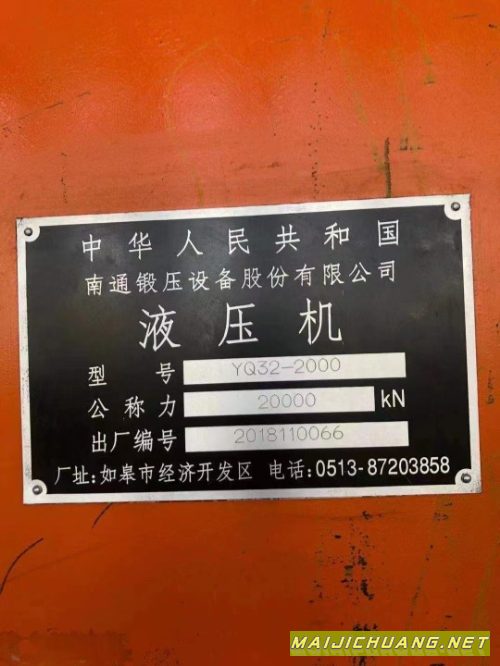 中华人民共和国
南通锻压设备股份有限公司
液压机
型号 YQ32-2000
公称力 20000 kN
出厂编号 2018110066
厂址:如皋市经济开发区 电话:0513-87203858
MAIJICHUANG.NET